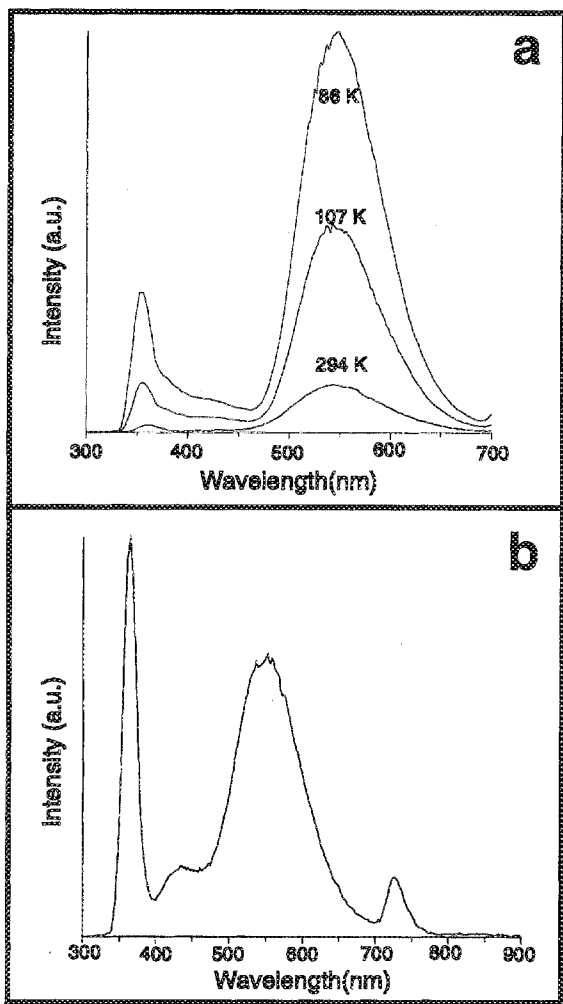 a
86 K
107 K
294 K
Intensity (a.u.)
300 400 500 600 700
Wavelength(nm)
b
Intensity (a.u.)
300 400 500 600 700 800 900
Wavelength(nm)